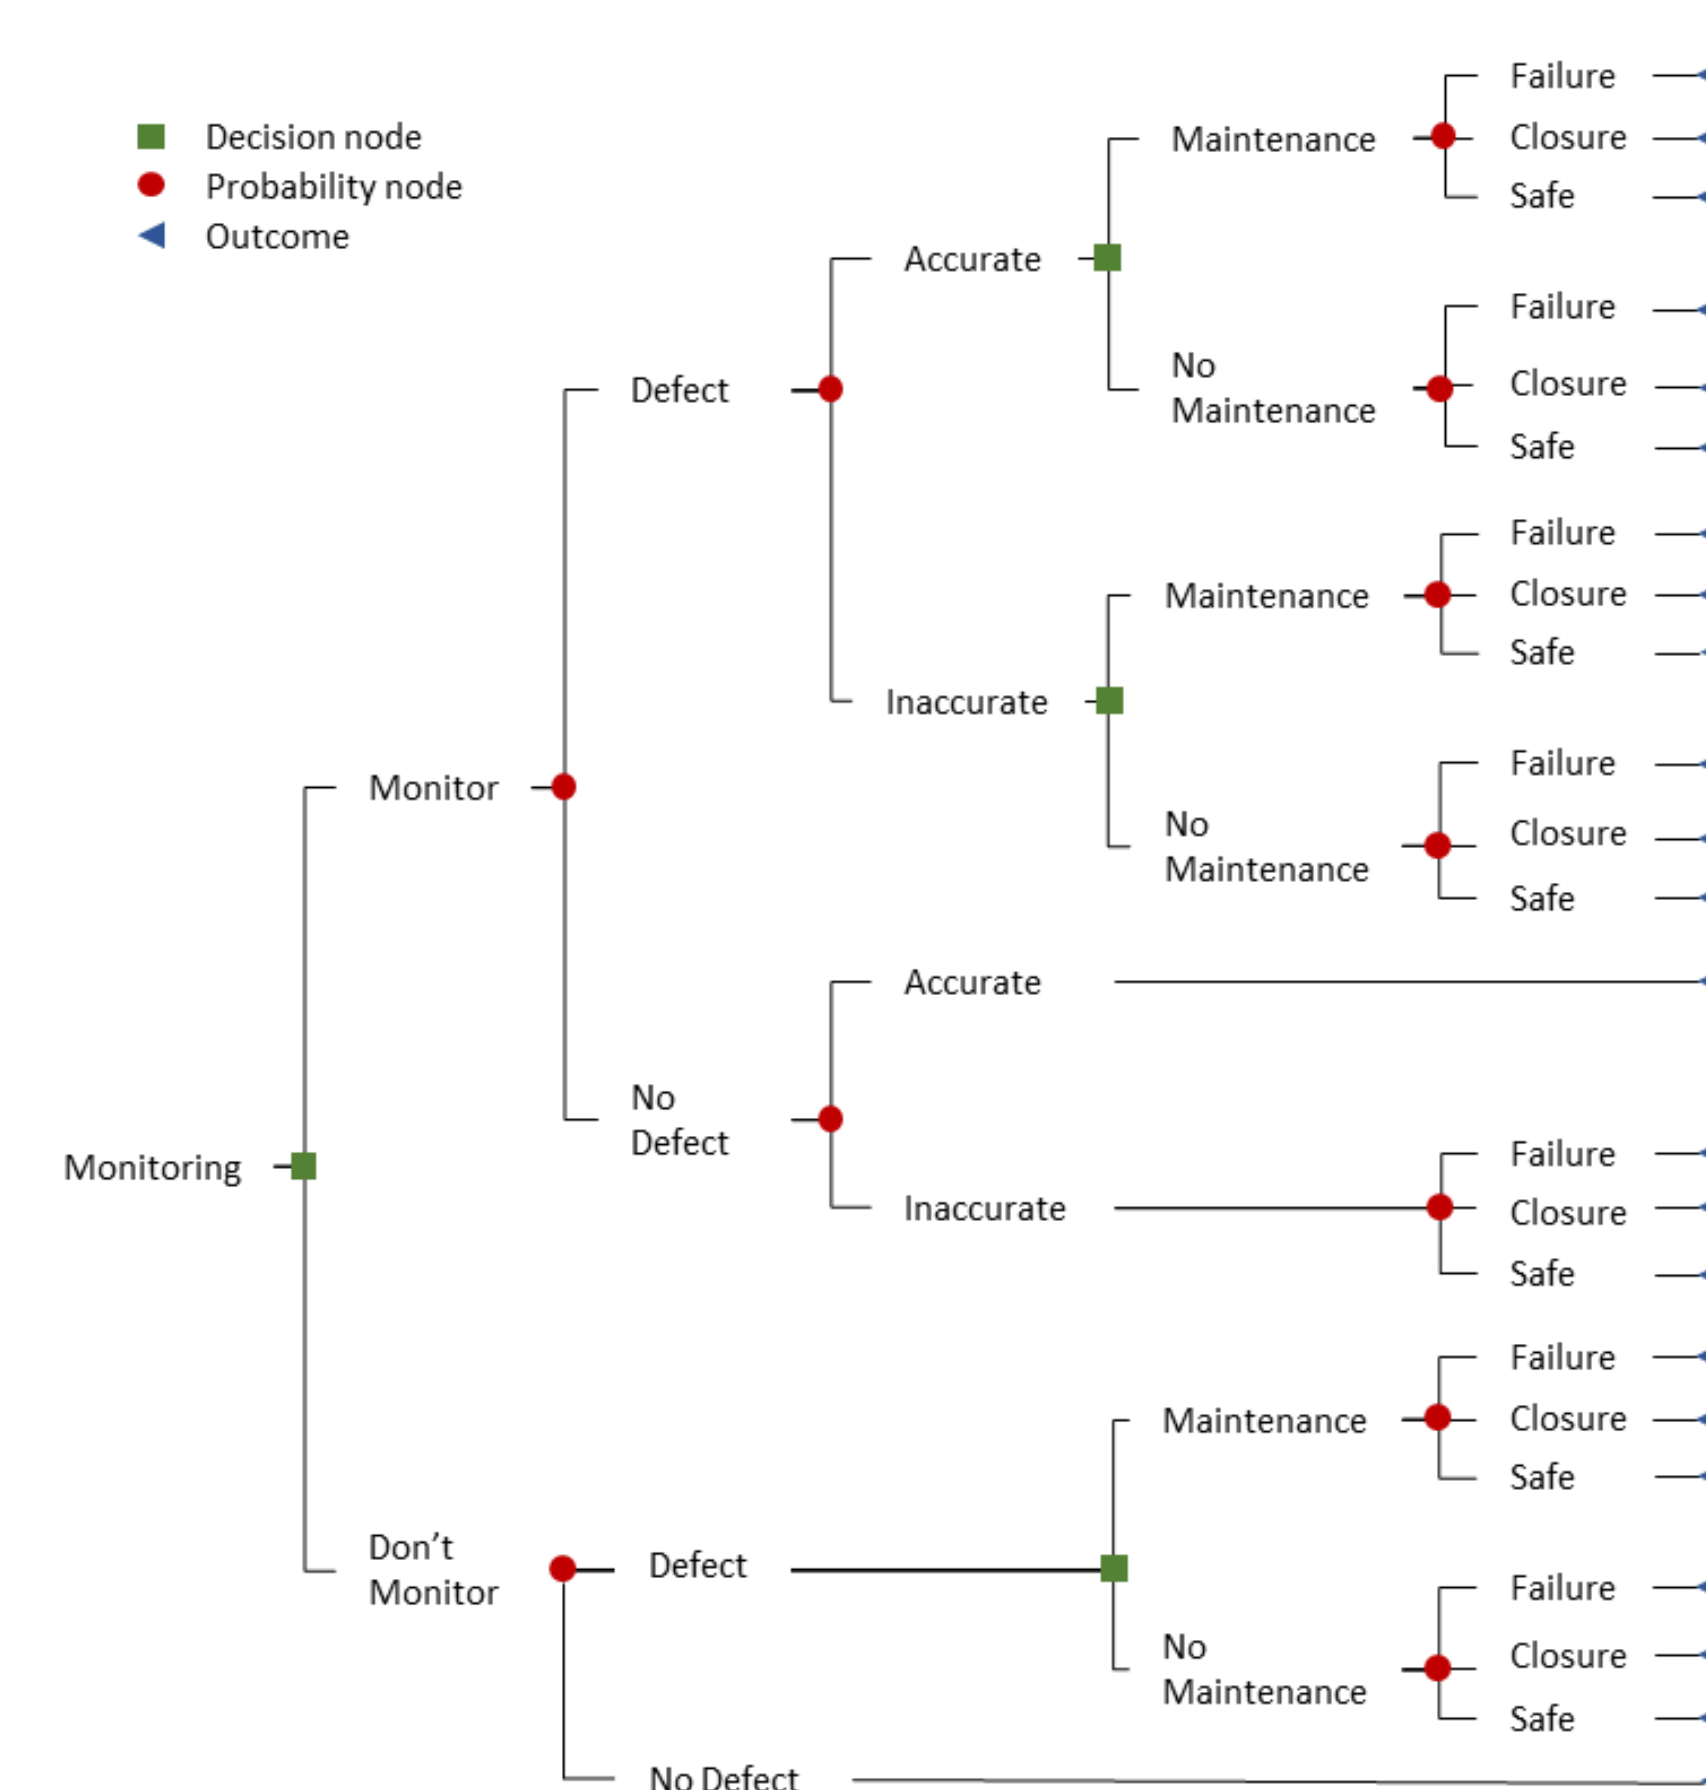 Decision node
Probability node
Outcome
Monitoring
Monitor
Defect
Accurate
Maintenance
Failure
Closure
Safe
No
Maintenance
Failure
Closure
Safe
Inaccurate
Maintenance
Failure
Closure
Safe
No
Maintenance
Failure
Closure
Safe
No
Defect
Accurate
Inaccurate
Failure
Closure
Safe
Don't
Monitor
Defect
Maintenance
Failure
Closure
Safe
No
Maintenance
Failure
Closure
Safe
No Defect